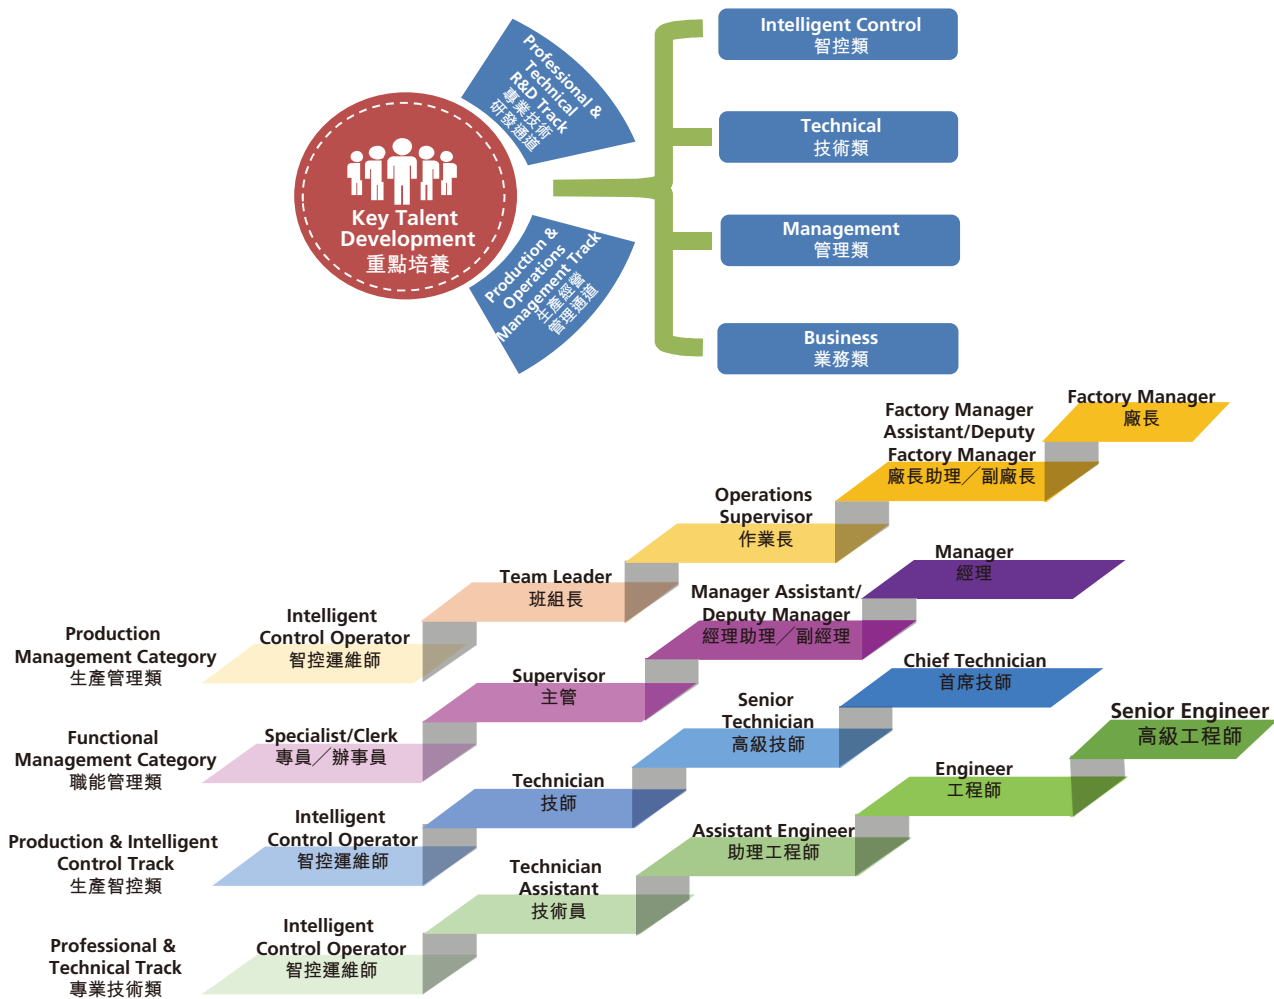 Key Talent
Development
重點培養
Professional &
Technical
R&D Track
專業技術
研發通道
Production &
Operations
Management Track
生產經營
管理通道
Intelligent Control
智控類
Technical
技術類
Management
管理類
Business
業務類
Production
Management Category
生產管理類
Intelligent
Control Operator
智控運維師
Team Leader
班組長
Operations
Supervisor
作業長
Factory Manager
Assistant/Deputy
Factory Manager
廠長助理／副廠長
Factory Manager
廠長
Functional
Management Category
職能管理類
Specialist/Clerk
專員／辦事員
Supervisor
主管
Manager Assistant/
Deputy Manager
經理助理／副經理
Manager
經理
Production & Intelligent
Control Track
生產智控類
Intelligent
Control Operator
智控運維師
Technician
技師
Senior
Technician
高級技師
Chief Technician
首席技師
Professional &
Technical Track
專業技術類
Intelligent
Control Operator
智控運維師
Technician
Assistant
技術員
Assistant Engineer
助理工程師
Engineer
工程師
Senior Engineer
高級工程師